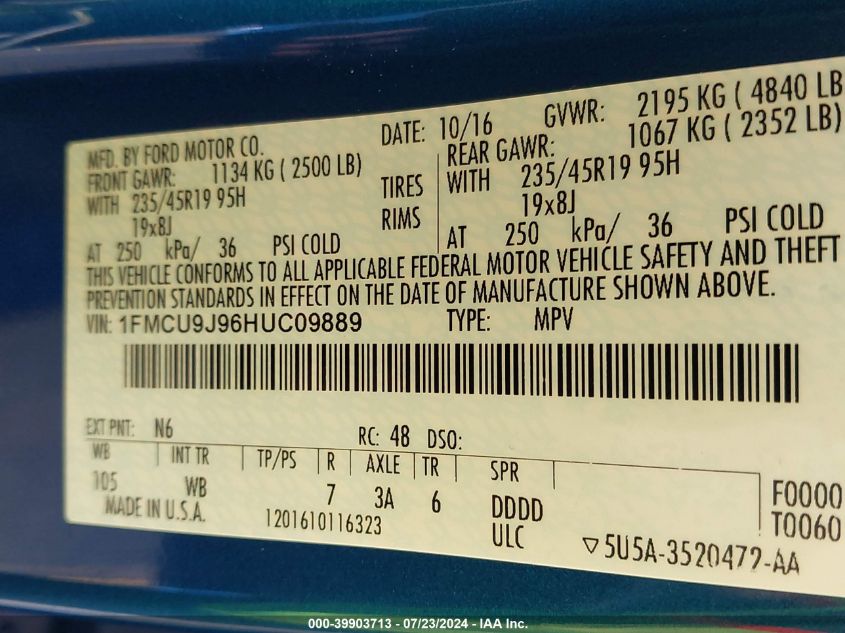 MFD. BY FORD MOTOR CO.
DATE: 10/16 GVWR: 2195 KG ( 4840 LB
FRONT GAWR: 1134 KG ( 2500 LB)
REAR GAWR: 1067 KG ( 2352 LB)
WITH 235/45R19 95H TIRES WITH 235/45R19 95H
19x8J RIMS 19x8J
AT 250 kPa/ 36 PSI COLD AT 250 kPa/ 36 PSI COLD
THIS VEHICLE CONFORMS TO ALL APPLICABLE FEDERAL MOTOR VEHICLE SAFETY AND THEFT
PREVENTION STANDARDS IN EFFECT ON THE DATE OF MANUFACTURE SHOWN ABOVE.
VIN: 1FMCU9J96HUC09889 TYPE: MPV
EXT PNT: N6 RC: 48 DSO:
WB INT TR TP/PS R AXLE TR SPR
105 WB 7 3A 6 DDDD F0000
MADE IN U.S.A. 1201610116323 ULC T0060
▽5U5A-3520472-AA
000-39903713 - 07/23/2024 - IAA Inc.